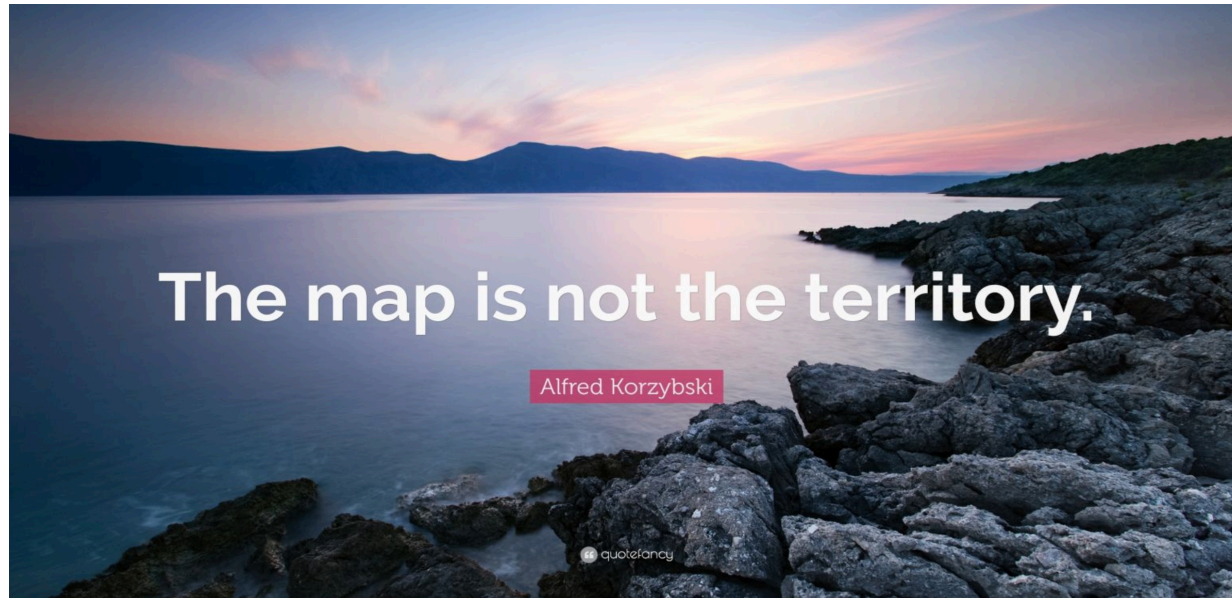 The map is not the territory.
Alfred Korzybski
quotefancy